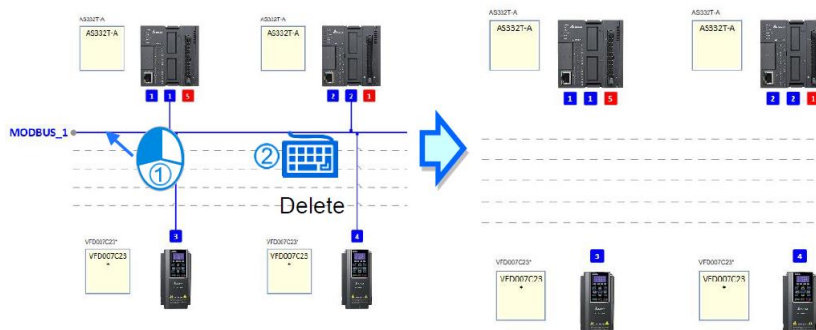 AS332T-A
AS332T-A
AS332T-A
AS332T-A
1 1 5
2 2 1
MODBUS_1
①
②
Delete
3
4
VFD007C23*
VFD007C23
*
VFD007C23*
VFD007C23
*
AS332T-A
AS332T-A
AS332T-A
AS332T-A
1 1 5
2 2 1
3
4
VFD007C23*
VFD007C23
*
VFD007C23*
VFD007C23
*